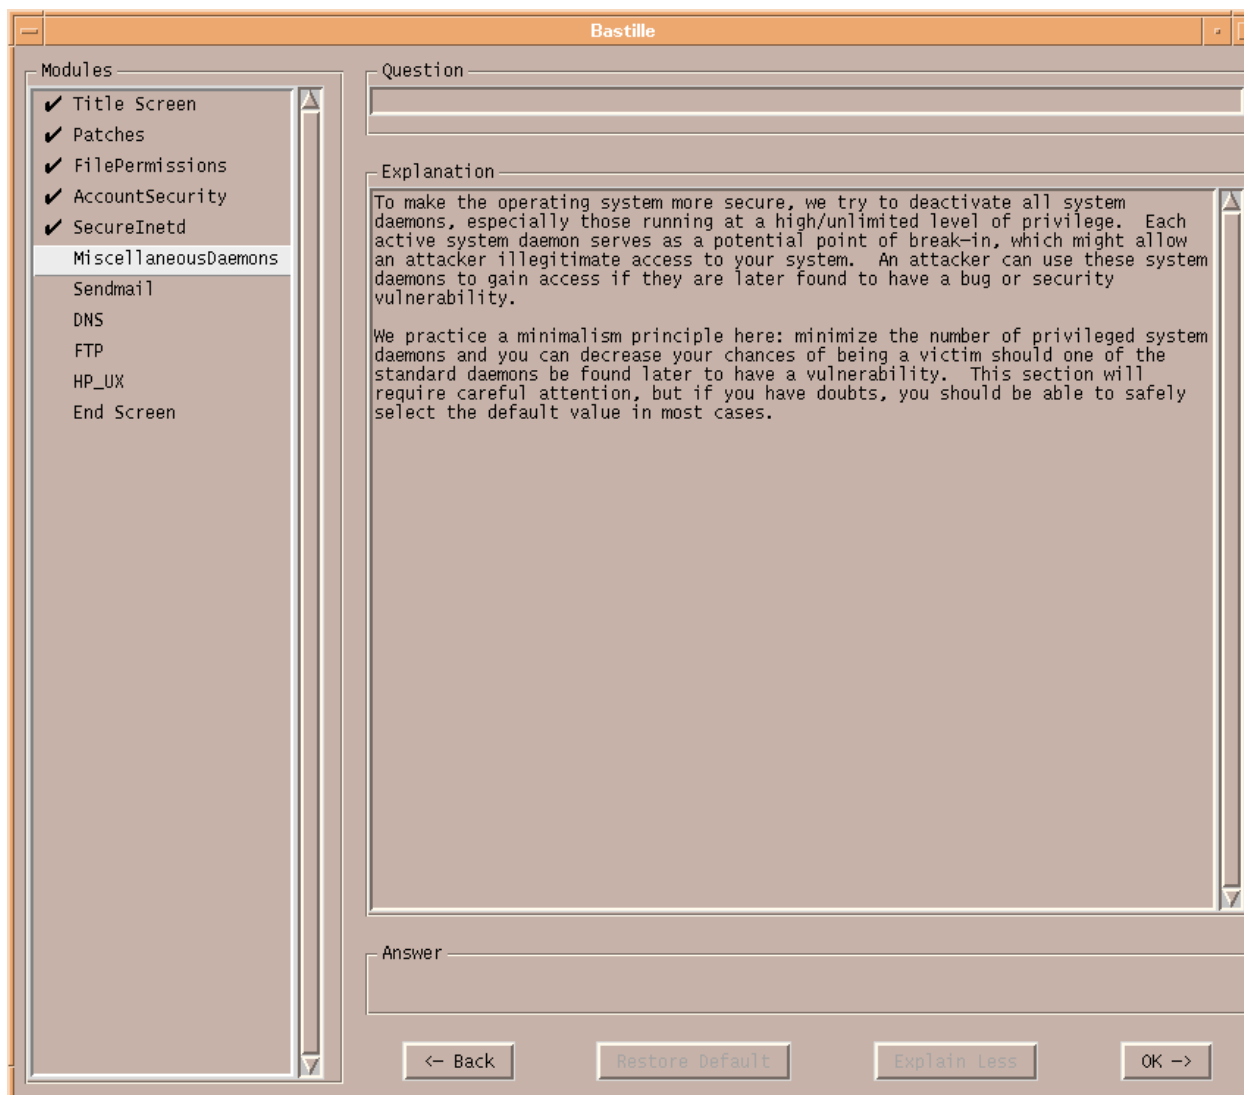 Bastille
Modules
✔ Title Screen
✔ Patches
✔ FilePermissions
✔ AccountSecurity
✔ SecureInetd
MiscellaneousDaemons
Sendmail
DNS
FTP
HP_UX
End Screen
Question
Explanation
To make the operating system more secure, we try to deactivate all system
daemons, especially those running at a high/unlimited level of privilege.  Each
active system daemon serves as a potential point of break-in, which might allow
an attacker illegitimate access to your system.  An attacker can use these system
daemons to gain access if they are later found to have a bug or security
vulnerability.
We practice a minimalism principle here: minimize the number of privileged system
daemons and you can decrease your chances of being a victim should one of the
standard daemons be found later to have a vulnerability.  This section will
require careful attention, but if you have doubts, you should be able to safely
select the default value in most cases.
Answer
<- Back
Restore Default
Explain Less
OK ->